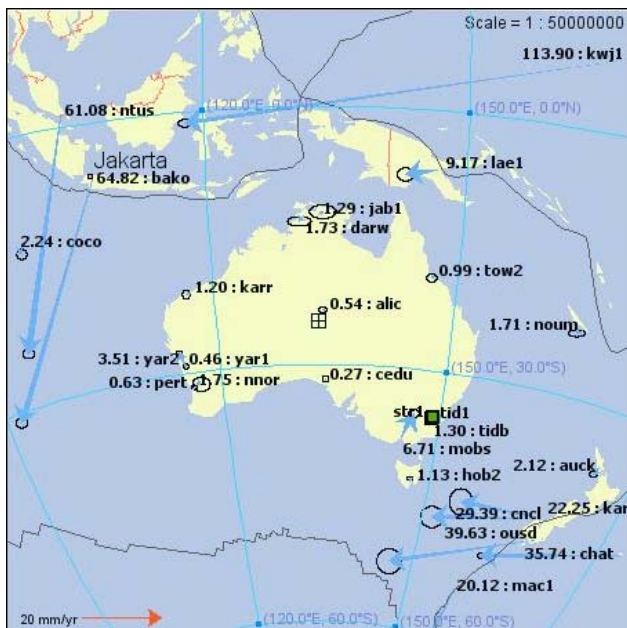 Scale = 1 : 50000000
113.90 : kwj1
61.08 : ntus
(120.0°E, 0.0°N)
(150.0°E, 0.0°N)
Jakarta
9.17 : lae1
64.82 : bako
1.29 : jab1
1.73 : darw
2.24 : coco
0.99 : tow2
1.20 : karr
0.54 : alic
1.71 : noum
3.51 : yar2
0.46 : yar1
(150.0°E, 30.0°S)
0.63 : pert
1.75 : nnor
0.27 : cedu
str1
tid1
1.30 : tidb
6.71 : mobs
2.12 : auck
1.13 : hob2
22.25 : kar
29.39 : cncl
39.63 : ousd
35.74 : chat
20.12 : mac1
20 mm/yr
(120.0°E, 60.0°S)
(150.0°E, 60.0°S)